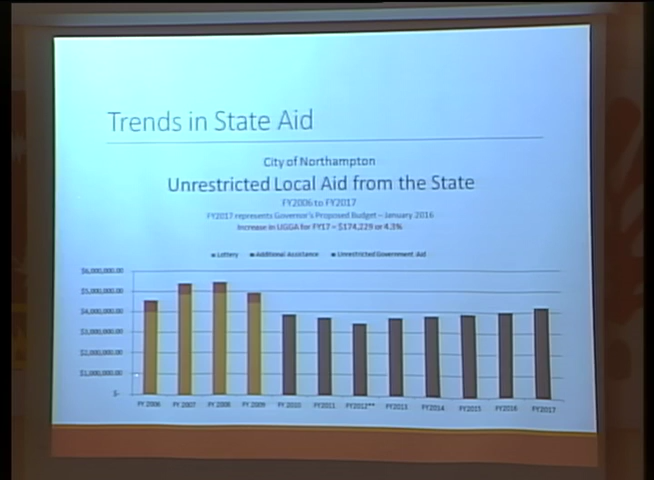 Trends in State Aid
City of Northampton
Unrestricted Local Aid from the State
FY2006 to FY2017
FY2017 represents Governor's Proposed Budget – January 2016
Increase in UGGA for FY17 – $174,229 or 4.3%
Lottery Additional Assistance Unrestricted Government Aid
$6,000,000.00
$5,000,000.00
$4,000,000.00
$3,000,000.00
$2,000,000.00
$1,000,000.00
$-
FY 2006 FY 2007 FY 2008 FY 2009 FY 2010 FY2011 FY2012** FY2013 FY2014 FY2015 FY2016 FY2017